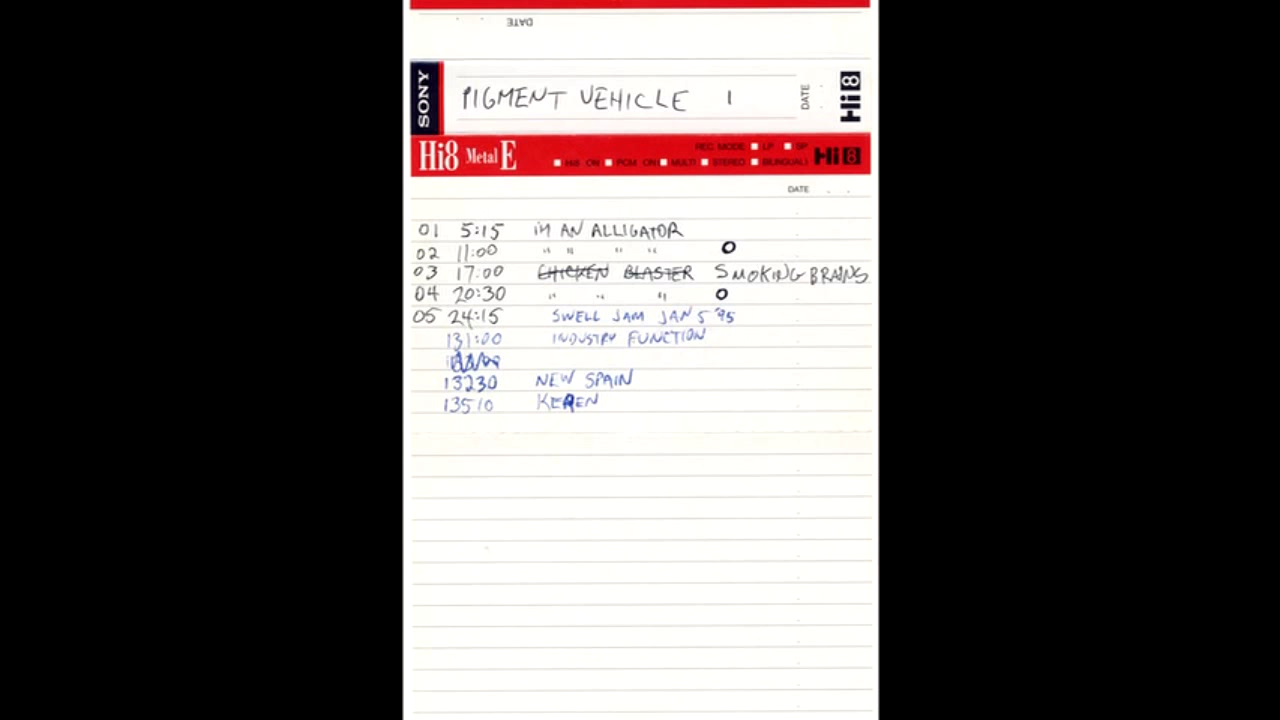 DATE
SONY PIGMENT VEHICLE 1 DATE Hi8
Hi8 Metal E REC MODE LP SP
Hi8 ON PCM ON MULTI STEREO BILINGUAL Hi8
DATE
01 5:15 I'M AN ALLIGATOR
02 11:00 " " " " O
03 17:00 CHICKEN BLASTER SMOKING BRAINS
04 20:30 " " " O
05 24:15 SWELL JAM JAN 5 '95
131:00 INDUSTRY FUNCTION
13230 NEW SPAIN
13510 KEREN